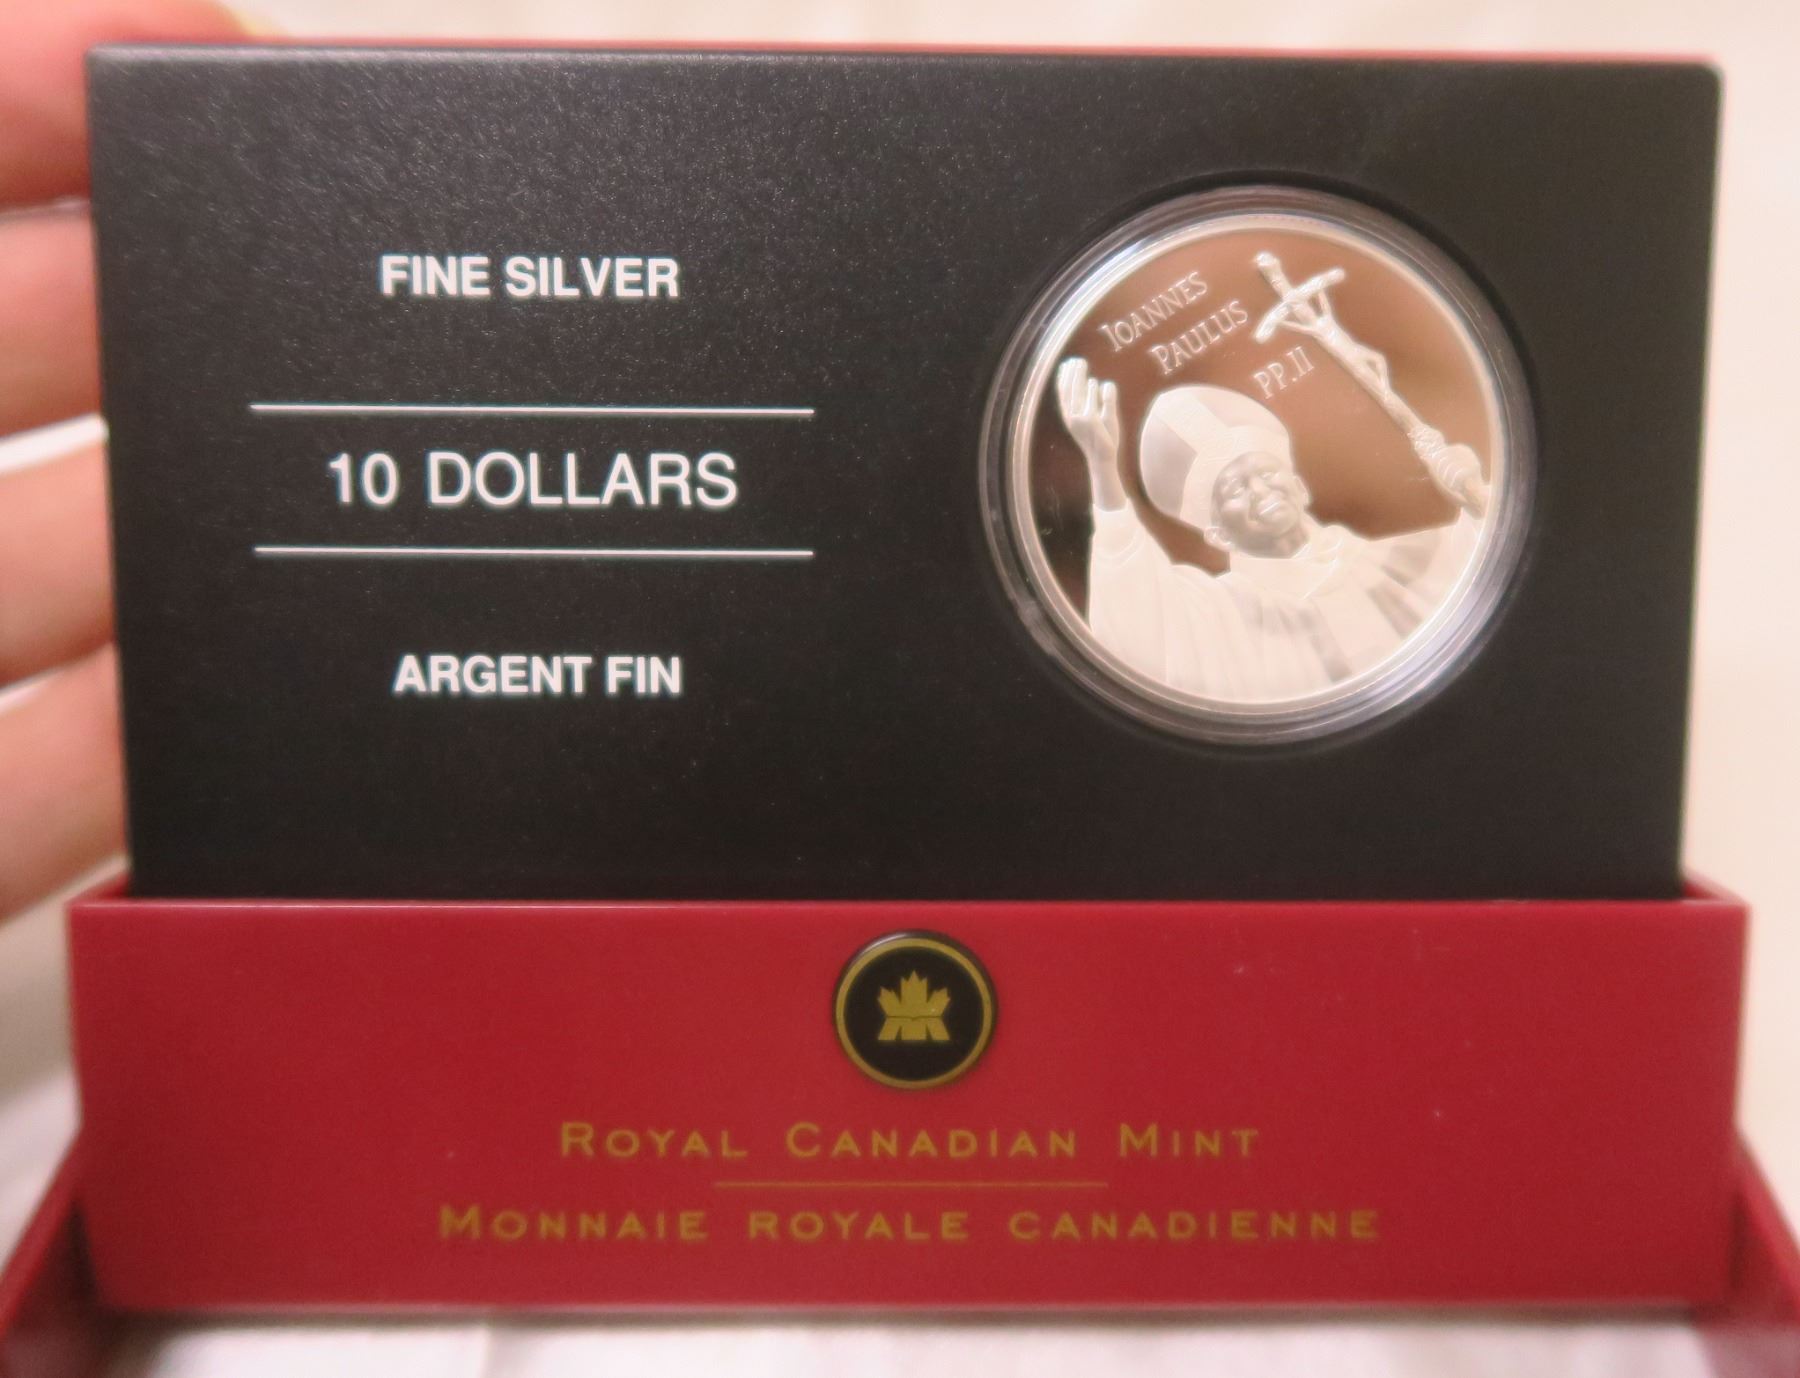 FINE SILVER
10 DOLLARS
ARGENT FIN
IOANNES
PAULUS
PP.II
ROYAL CANADIAN MINT
MONNAIE ROYALE CANADIENNE